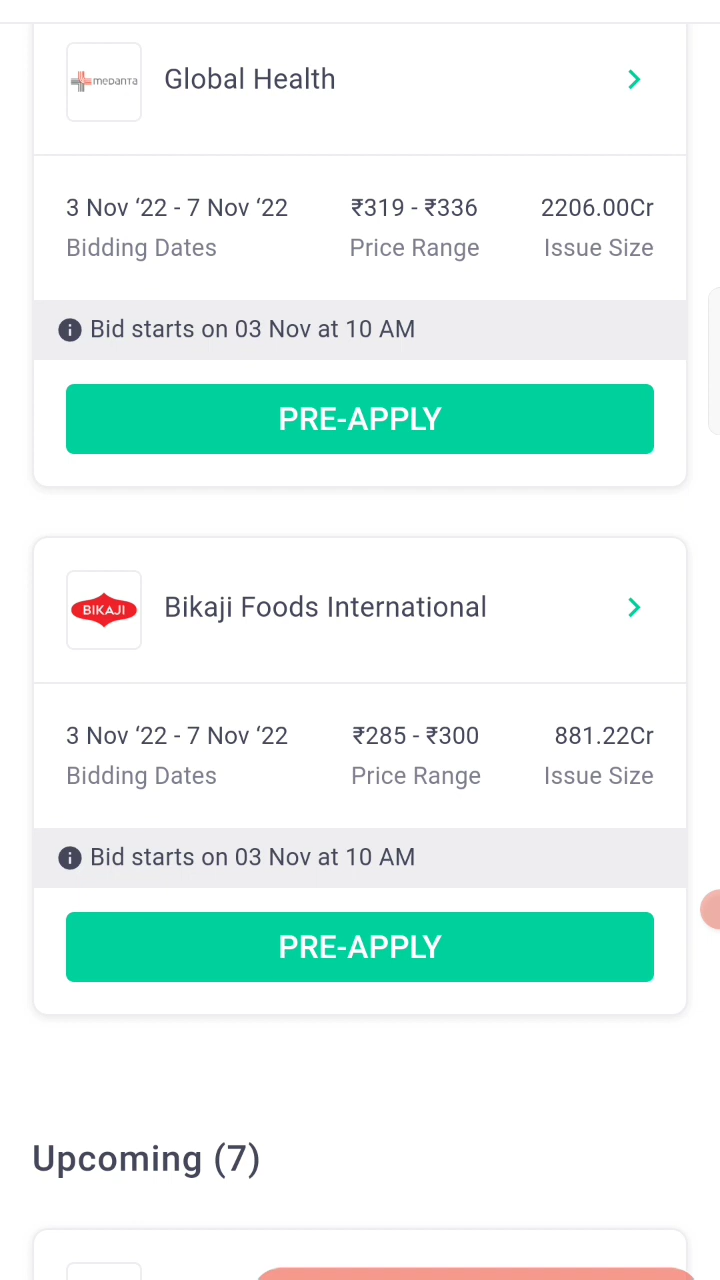 medanta
Global Health
3 Nov ‘22 - 7 Nov ‘22 ₹319 - ₹336 2206.00Cr
Bidding Dates Price Range Issue Size
Bid starts on 03 Nov at 10 AM
PRE-APPLY
BIKAJI
Bikaji Foods International
3 Nov ‘22 - 7 Nov ‘22 ₹285 - ₹300 881.22Cr
Bidding Dates Price Range Issue Size
Bid starts on 03 Nov at 10 AM
PRE-APPLY
Upcoming (7)